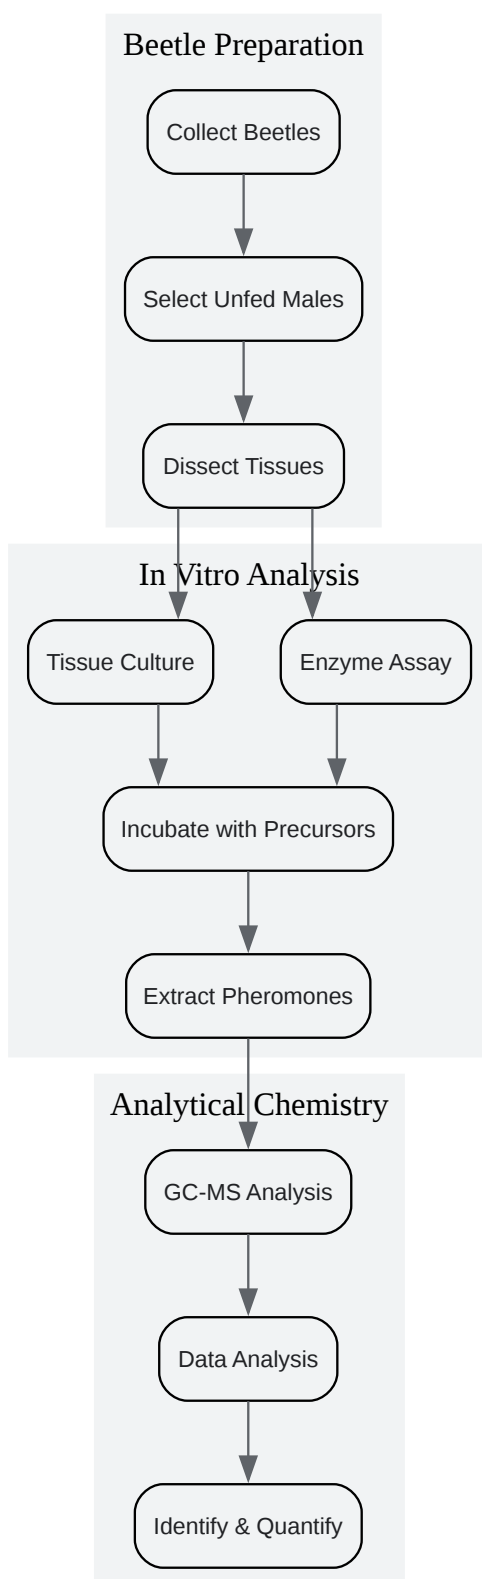 Beetle Preparation
Collect Beetles
Select Unfed Males
Dissect Tissues
In Vitro Analysis
Tissue Culture
Enzyme Assay
Incubate with Precursors
Extract Pheromones
Analytical Chemistry
GC-MS Analysis
Data Analysis
Identify & Quantify